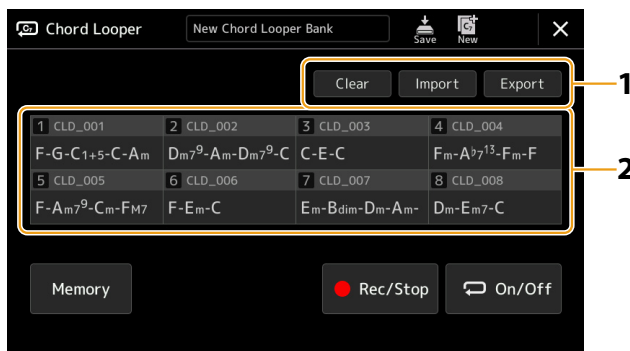 Chord Looper
New Chord Looper Bank
Save
New
Clear
Import
Export
1
1 CLD_001
2 CLD_002
3 CLD_003
4 CLD_004
F-G-C1+5-C-Am
Dm7⁹-Am-Dm7⁹-C
C-E-C
Fm-A♭7¹³-Fm-F
5 CLD_005
6 CLD_006
7 CLD_007
8 CLD_008
F-Am7⁹-Cm-FM7
F-Em-C
Em-Bdim-Dm-Am-
Dm-Em7-C
2
Memory
Rec/Stop
On/Off